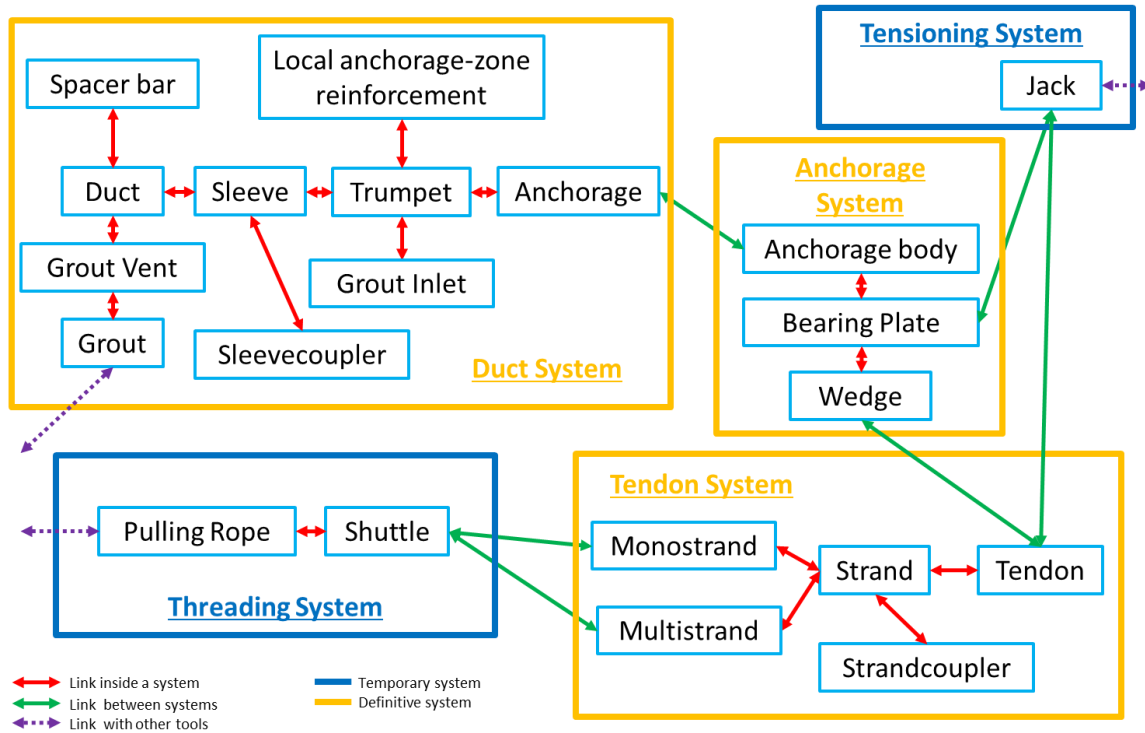 Tensioning System
Jack
Local anchorage-zone
reinforcement
Spacer bar
Duct
Sleeve
Trumpet
Anchorage
Grout Vent
Grout Inlet
Grout
Sleevecoupler
Duct System
Anchorage
System
Anchorage body
Bearing Plate
Wedge
Pulling Rope
Shuttle
Threading System
Tendon System
Monostrand
Strand
Tendon
Multistrand
Strandcoupler
Link inside a system
Link between systems
Link with other tools
Temporary system
Definitive system